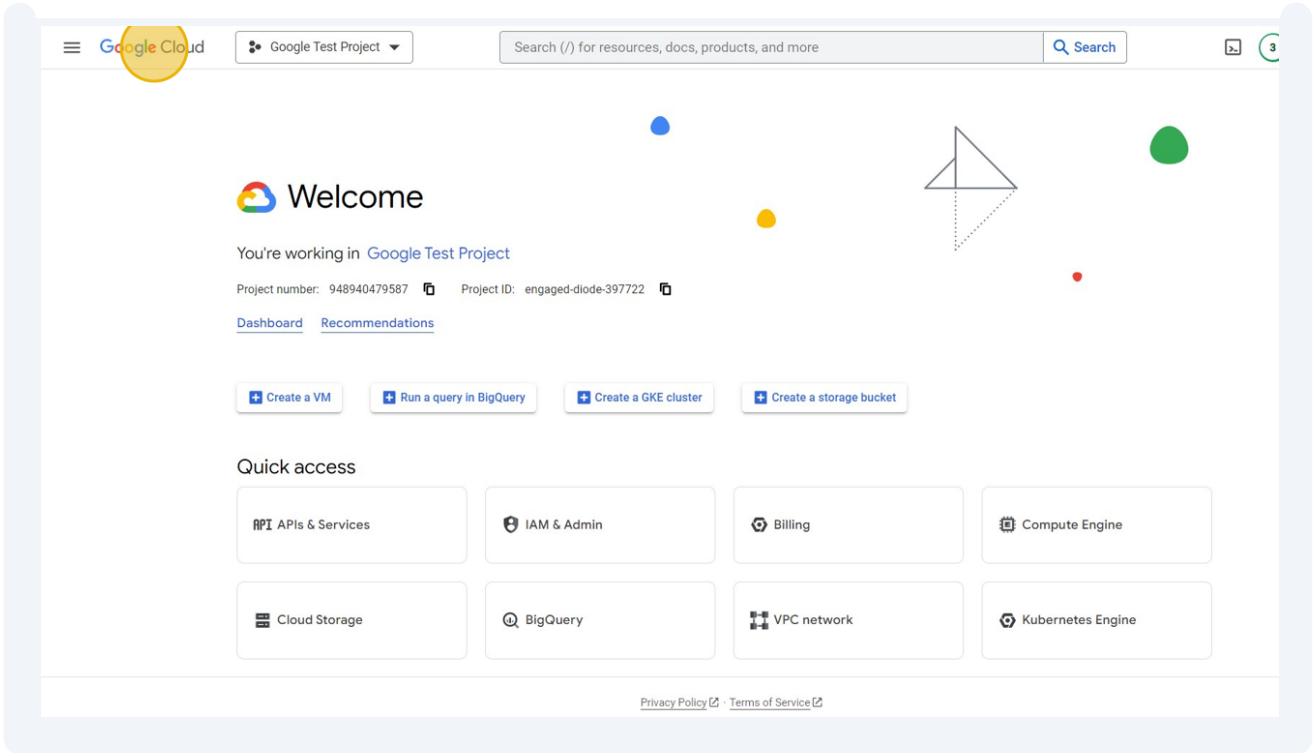 Google Cloud
Google Test Project
Search (/) for resources, docs, products, and more
Search
3
Welcome
You're working in Google Test Project
Project number: 948940479587 Project ID: engaged-diode-397722
Dashboard Recommendations
Create a VM Run a query in BigQuery Create a GKE cluster Create a storage bucket
Quick access
API APIs & Services IAM & Admin Billing Compute Engine
Cloud Storage BigQuery VPC network Kubernetes Engine
Privacy Policy · Terms of Service